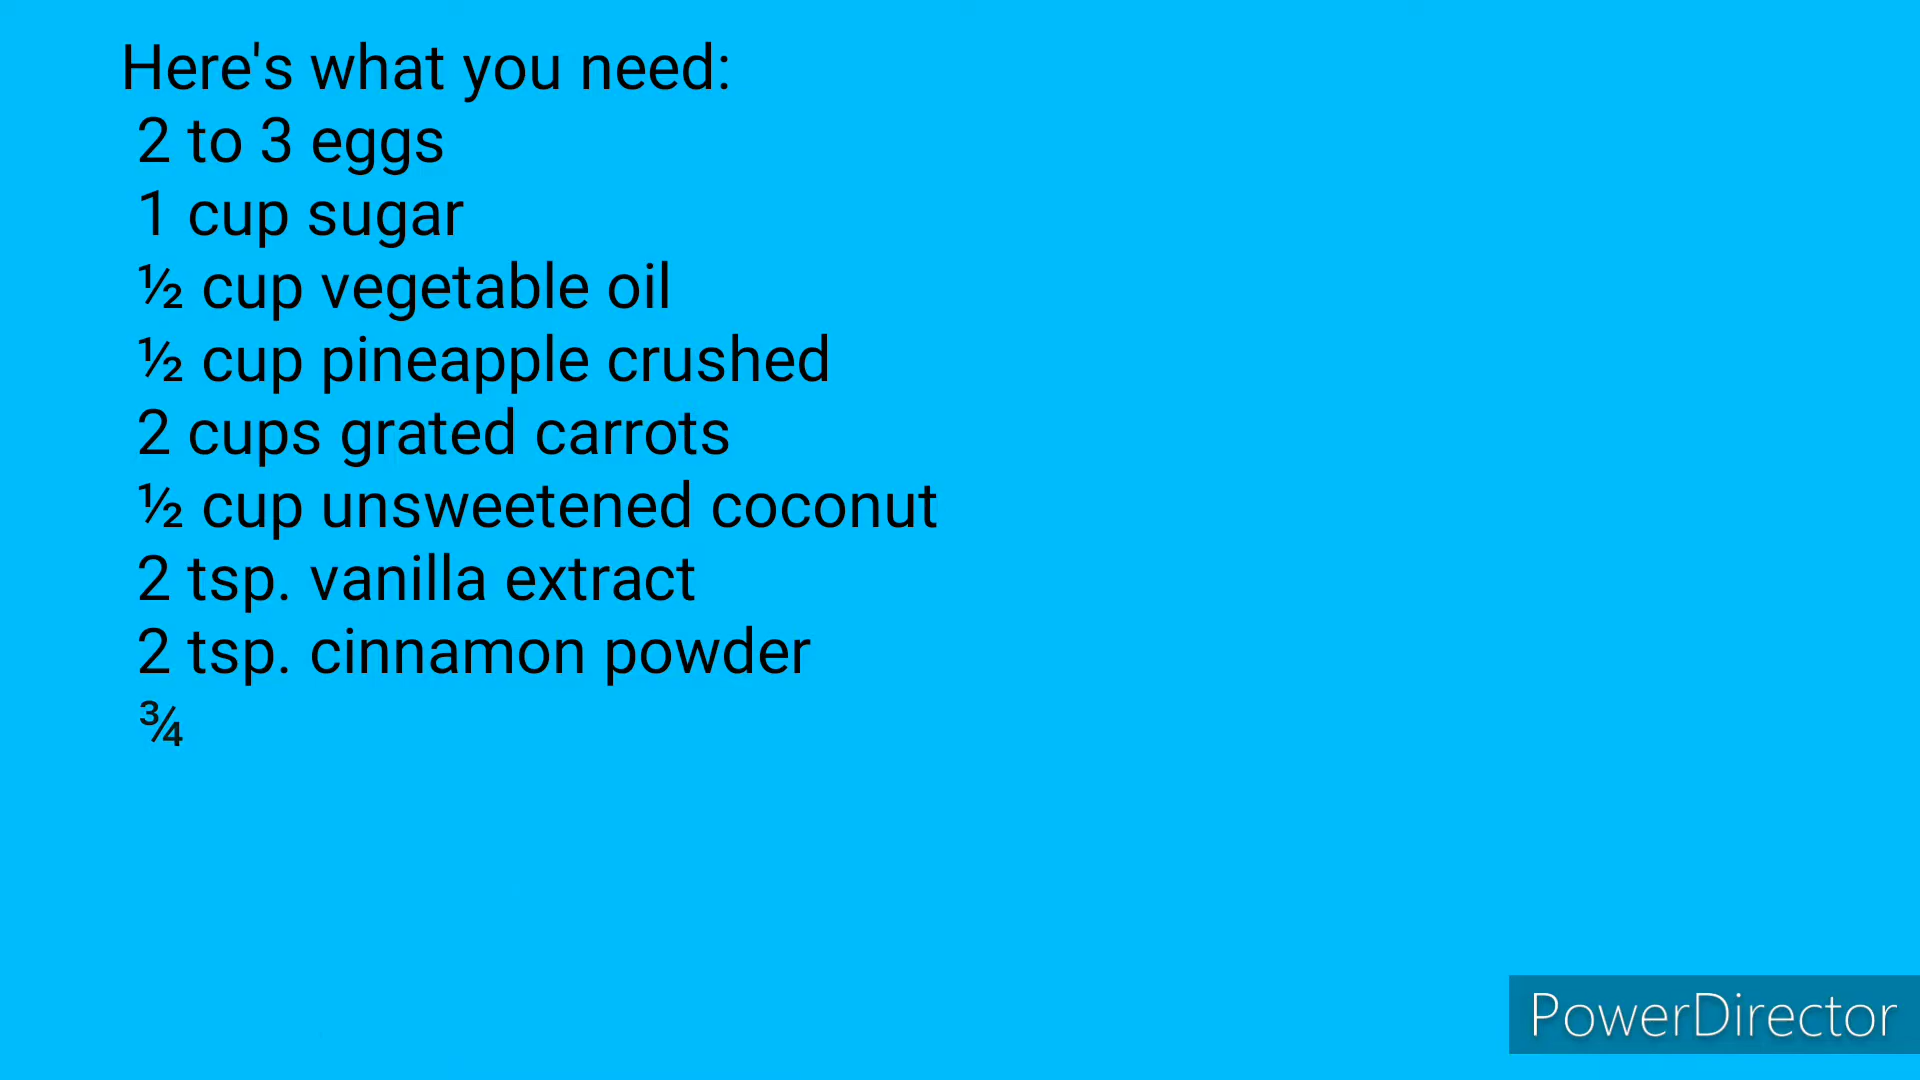 Here's what you need:
2 to 3 eggs
1 cup sugar
½ cup vegetable oil
½ cup pineapple crushed
2 cups grated carrots
½ cup unsweetened coconut
2 tsp. vanilla extract
2 tsp. cinnamon powder
¾
PowerDirector